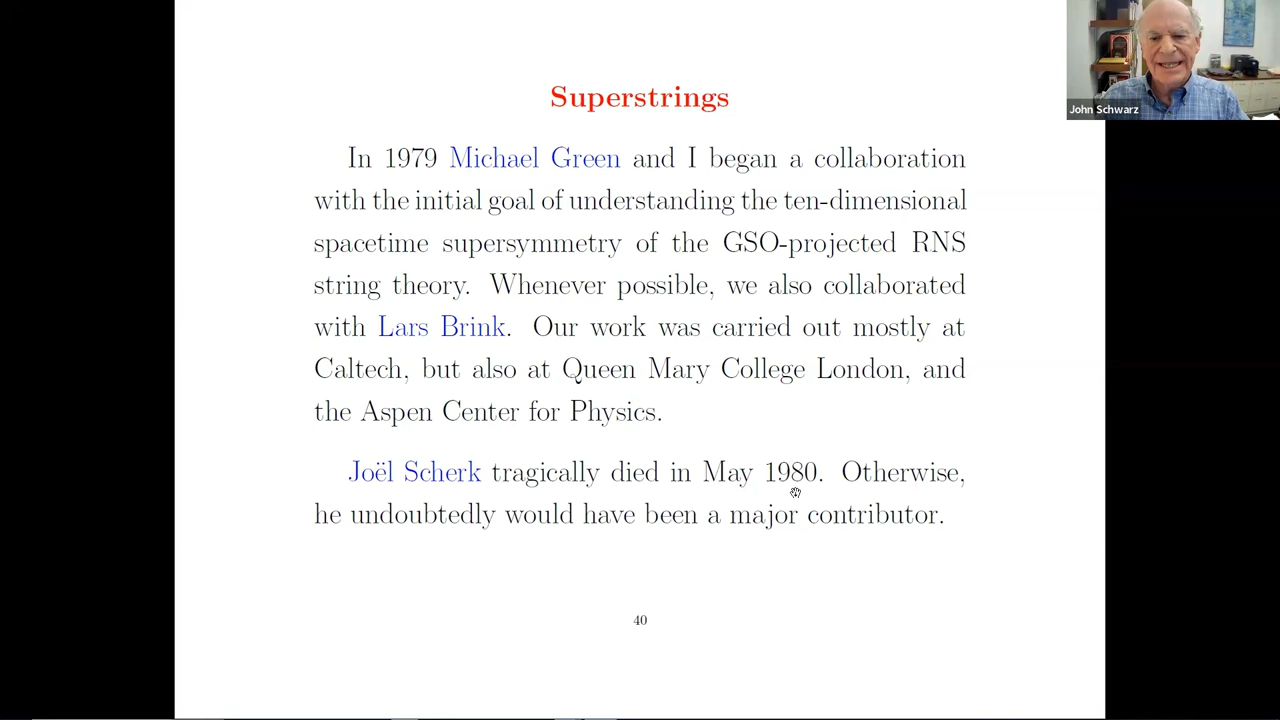 John Schwarz
Superstrings
In 1979 Michael Green and I began a collaboration
with the initial goal of understanding the ten-dimensional
spacetime supersymmetry of the GSO-projected RNS
string theory. Whenever possible, we also collaborated
with Lars Brink. Our work was carried out mostly at
Caltech, but also at Queen Mary College London, and
the Aspen Center for Physics.
Joël Scherk tragically died in May 1980. Otherwise,
he undoubtedly would have been a major contributor.
40